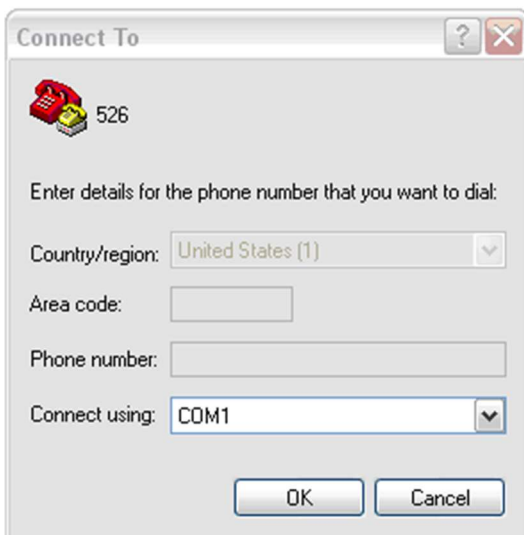 Connect To
526
Enter details for the phone number that you want to dial:
Country/region: United States (1)
Area code:
Phone number:
Connect using: COM1
OK Cancel